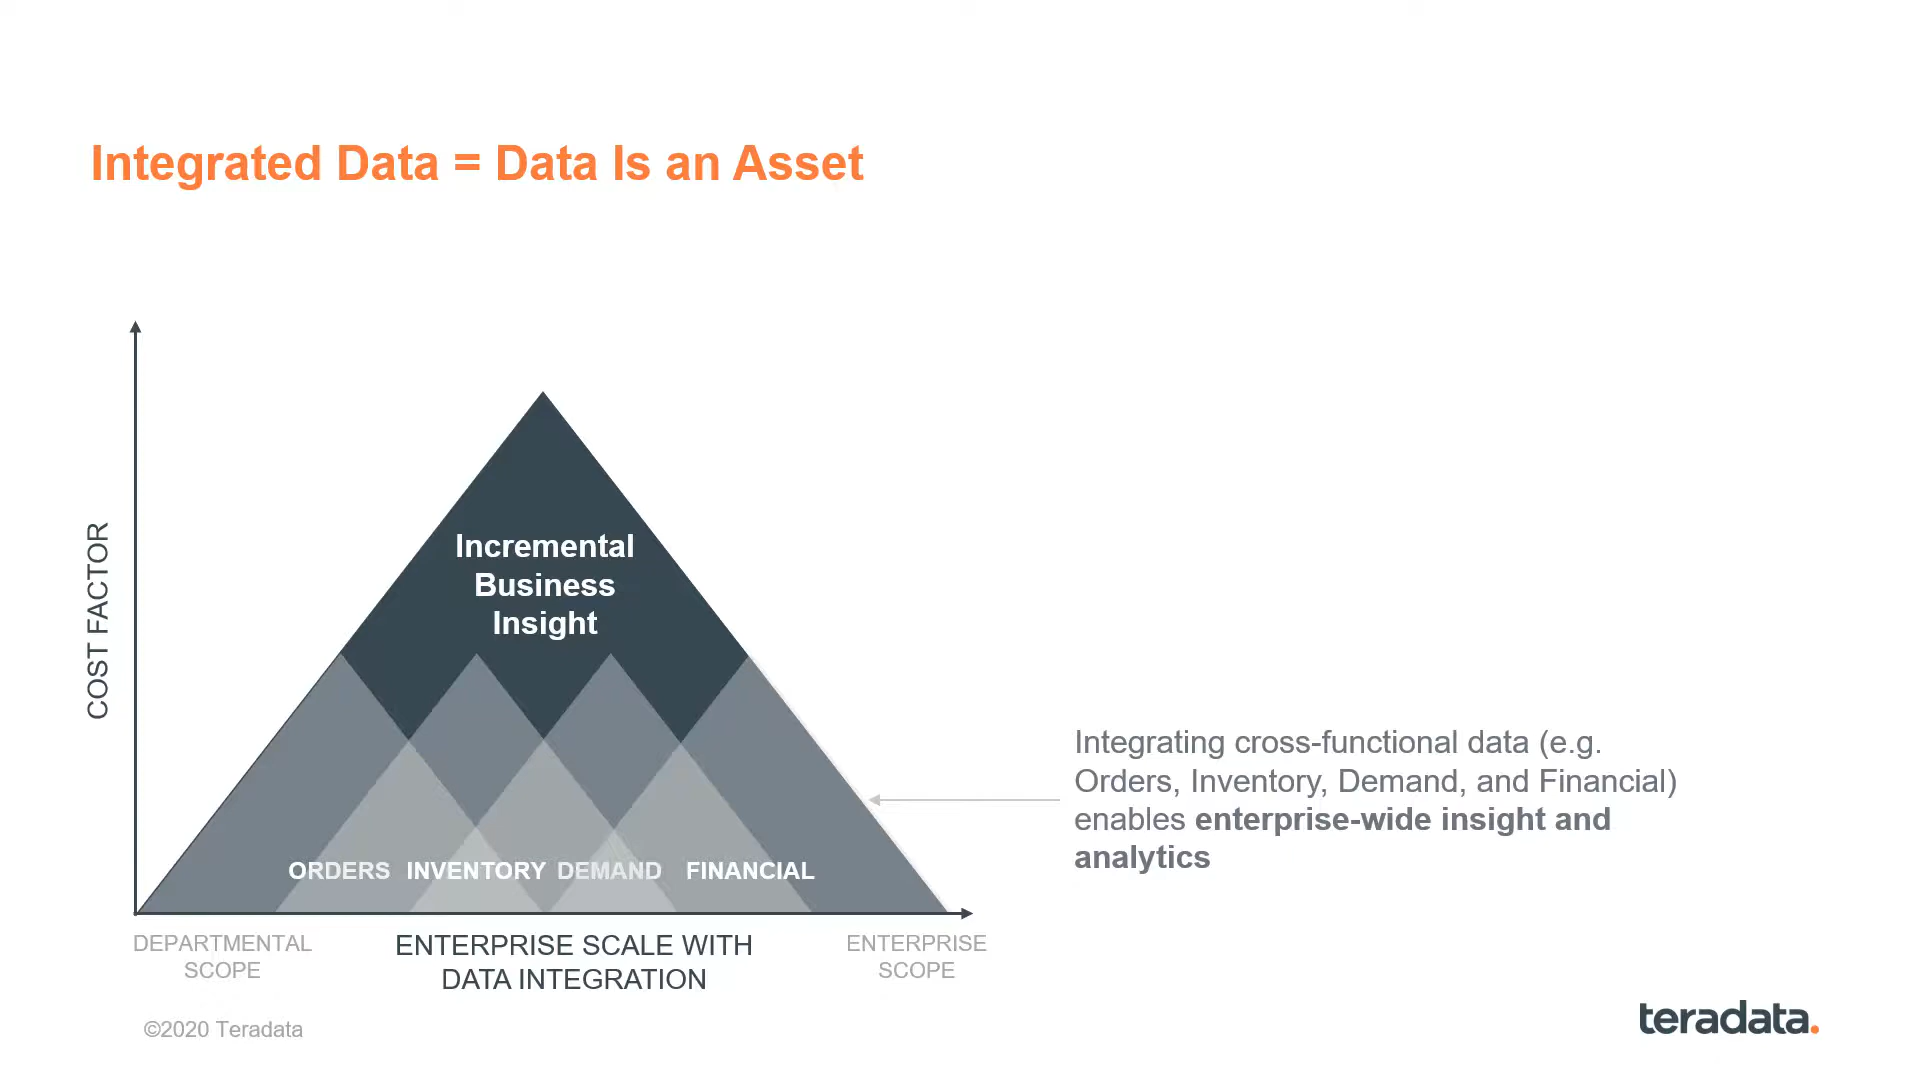 Integrated Data = Data Is an Asset
COST FACTOR
Incremental
Business
Insight
ORDERS INVENTORY DEMAND FINANCIAL
DEPARTMENTAL
SCOPE
ENTERPRISE SCALE WITH
DATA INTEGRATION
ENTERPRISE
SCOPE
Integrating cross-functional data (e.g.
Orders, Inventory, Demand, and Financial)
enables enterprise-wide insight and
analytics
©2020 Teradata
teradata.